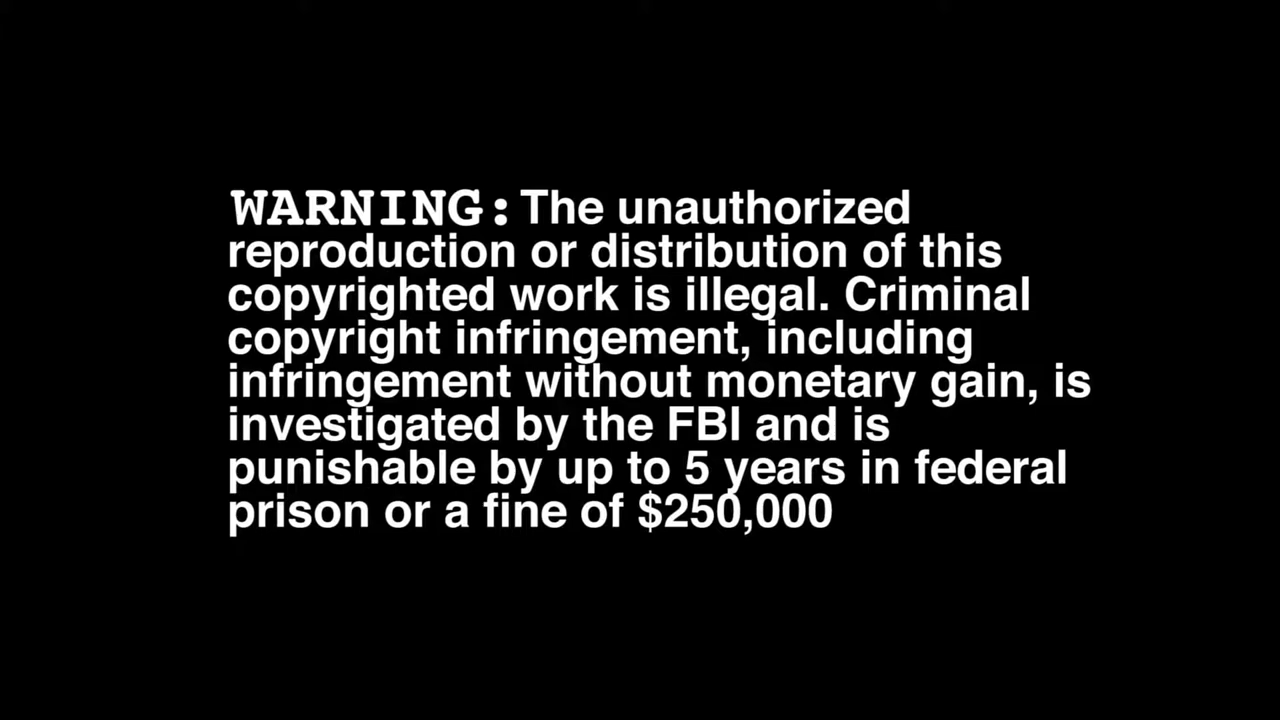 WARNING: The unauthorized
reproduction or distribution of this
copyrighted work is illegal. Criminal
copyright infringement, including
infringement without monetary gain, is
investigated by the FBI and is
punishable by up to 5 years in federal
prison or a fine of $250,000